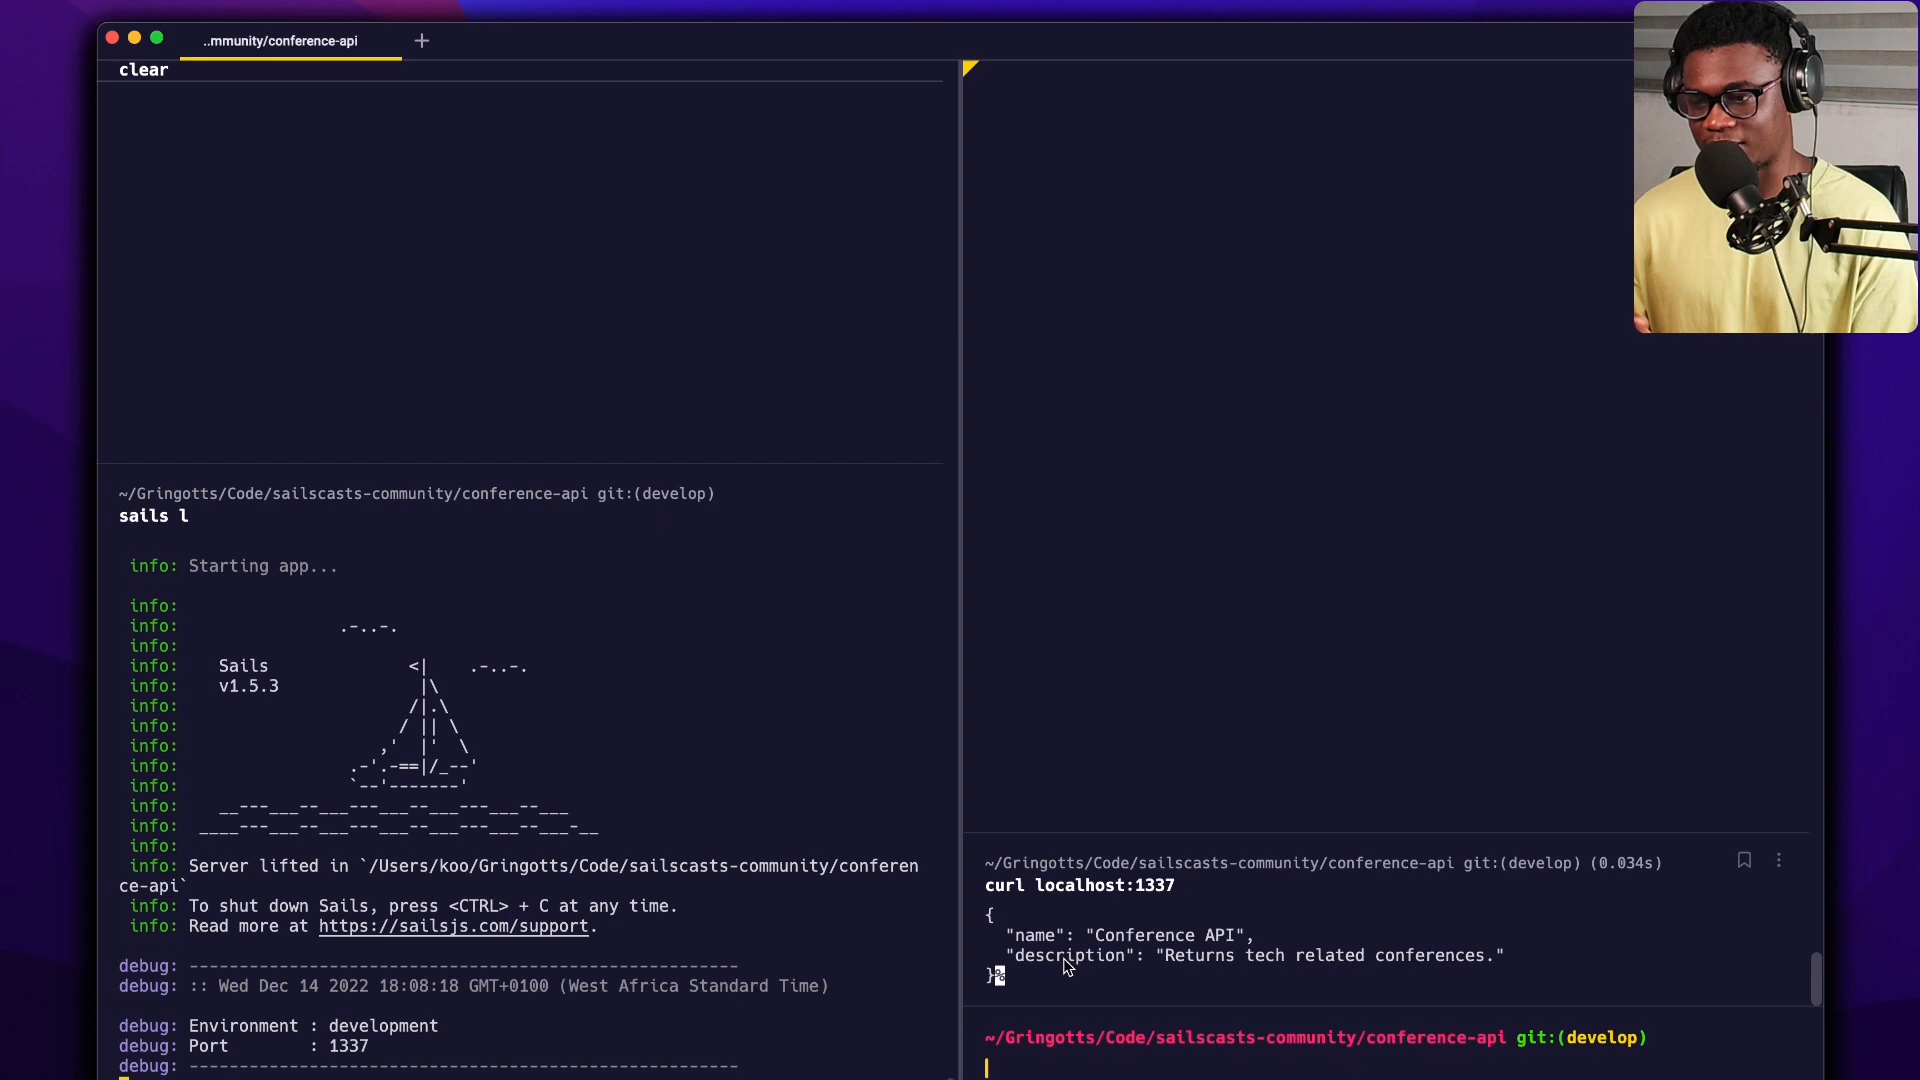 ..mmunity/conference-api
clear
~/Gringotts/Code/sailscasts-community/conference-api git:(develop)
sails l
info: Starting app...
info:
info:                .-..-.
info:
info:    Sails              <|    .-..-.
info:    v1.5.3              |\
info:                       /|.\
info:                      / || \
info:                    ,'  |'  \
info:                 .-'.-==|/_--'
info:                 `--'-------'
info:    __---___--___---___--___---___--___
info:  ____---___--___---___--___---___--___-__
info:
info: Server lifted in `/Users/koo/Gringotts/Code/sailscasts-community/conferen
ce-api`
info: To shut down Sails, press <CTRL> + C at any time.
info: Read more at https://sailsjs.com/support.
debug: -------------------------------------------------------
debug: :: Wed Dec 14 2022 18:08:18 GMT+0100 (West Africa Standard Time)
debug: Environment : development
debug: Port        : 1337
debug: -------------------------------------------------------
~/Gringotts/Code/sailscasts-community/conference-api git:(develop) (0.034s)
curl localhost:1337
{
  "name": "Conference API",
  "description": "Returns tech related conferences."
}%
~/Gringotts/Code/sailscasts-community/conference-api git:(develop)